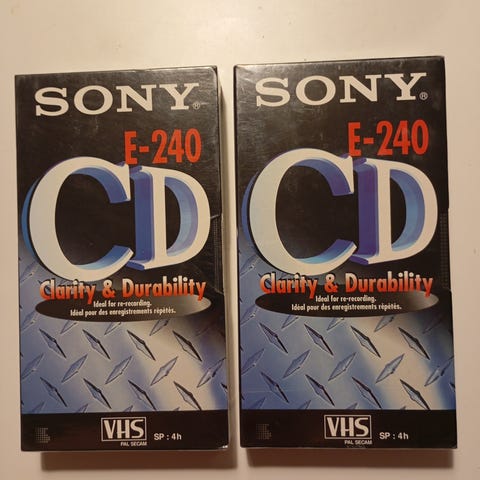 SONY®
E-240
CD
Clarity & Durability
Ideal for re-recording.
Idéal pour des enregistrements répétés.
VHS
PAL SECAM
SP : 4h
SONY®
E-240
CD
Clarity & Durability
Ideal for re-recording.
Idéal pour des enregistrements répétés.
VHS
PAL SECAM
SP : 4h